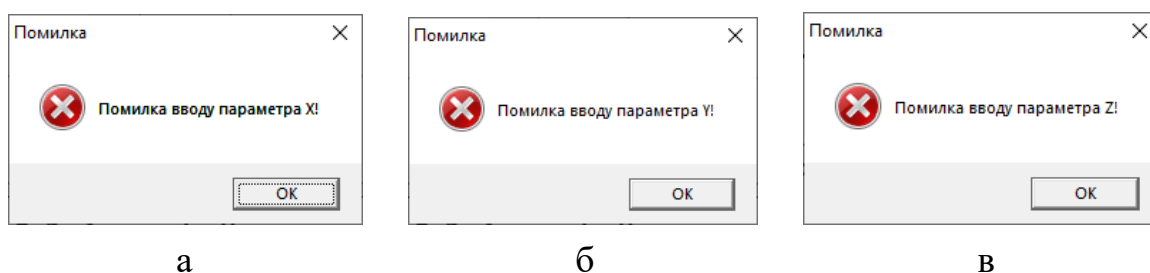 Помилка
Помилка вводу параметра X!
OK
а
Помилка
Помилка вводу параметра Y!
OK
б
Помилка
Помилка вводу параметра Z!
OK
в